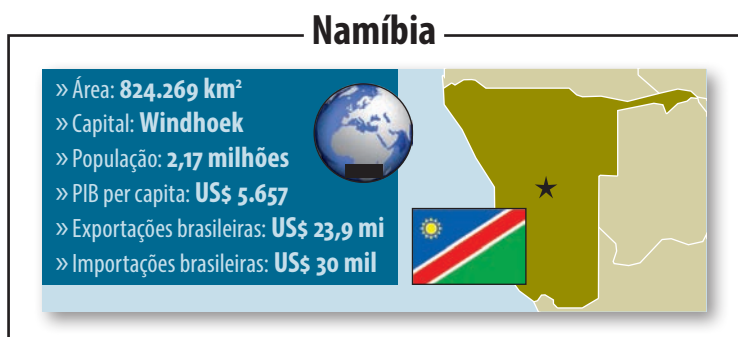 Namíbia
» Área: 824.269 km²
» Capital: Windhoek
» População: 2,17 milhões
» PIB per capita: US$ 5.657
» Exportações brasileiras: US$ 23,9 mi
» Importações brasileiras: US$ 30 mil